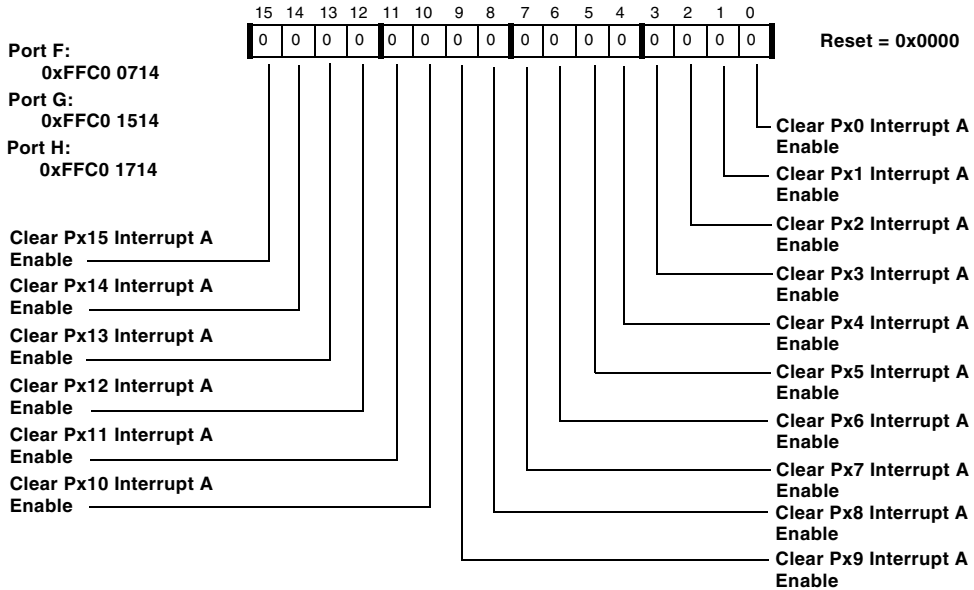 15 14 13 12 11 10 9 8 7 6 5 4 3 2 1 0
0 0 0 0 0 0 0 0 0 0 0 0 0 0 0 0
Reset = 0x0000
Port F:
0xFFC0 0714
Port G:
0xFFC0 1514
Port H:
0xFFC0 1714
Clear Px15 Interrupt A
Enable
Clear Px14 Interrupt A
Enable
Clear Px13 Interrupt A
Enable
Clear Px12 Interrupt A
Enable
Clear Px11 Interrupt A
Enable
Clear Px10 Interrupt A
Enable
Clear Px0 Interrupt A
Enable
Clear Px1 Interrupt A
Enable
Clear Px2 Interrupt A
Enable
Clear Px3 Interrupt A
Enable
Clear Px4 Interrupt A
Enable
Clear Px5 Interrupt A
Enable
Clear Px6 Interrupt A
Enable
Clear Px7 Interrupt A
Enable
Clear Px8 Interrupt A
Enable
Clear Px9 Interrupt A
Enable